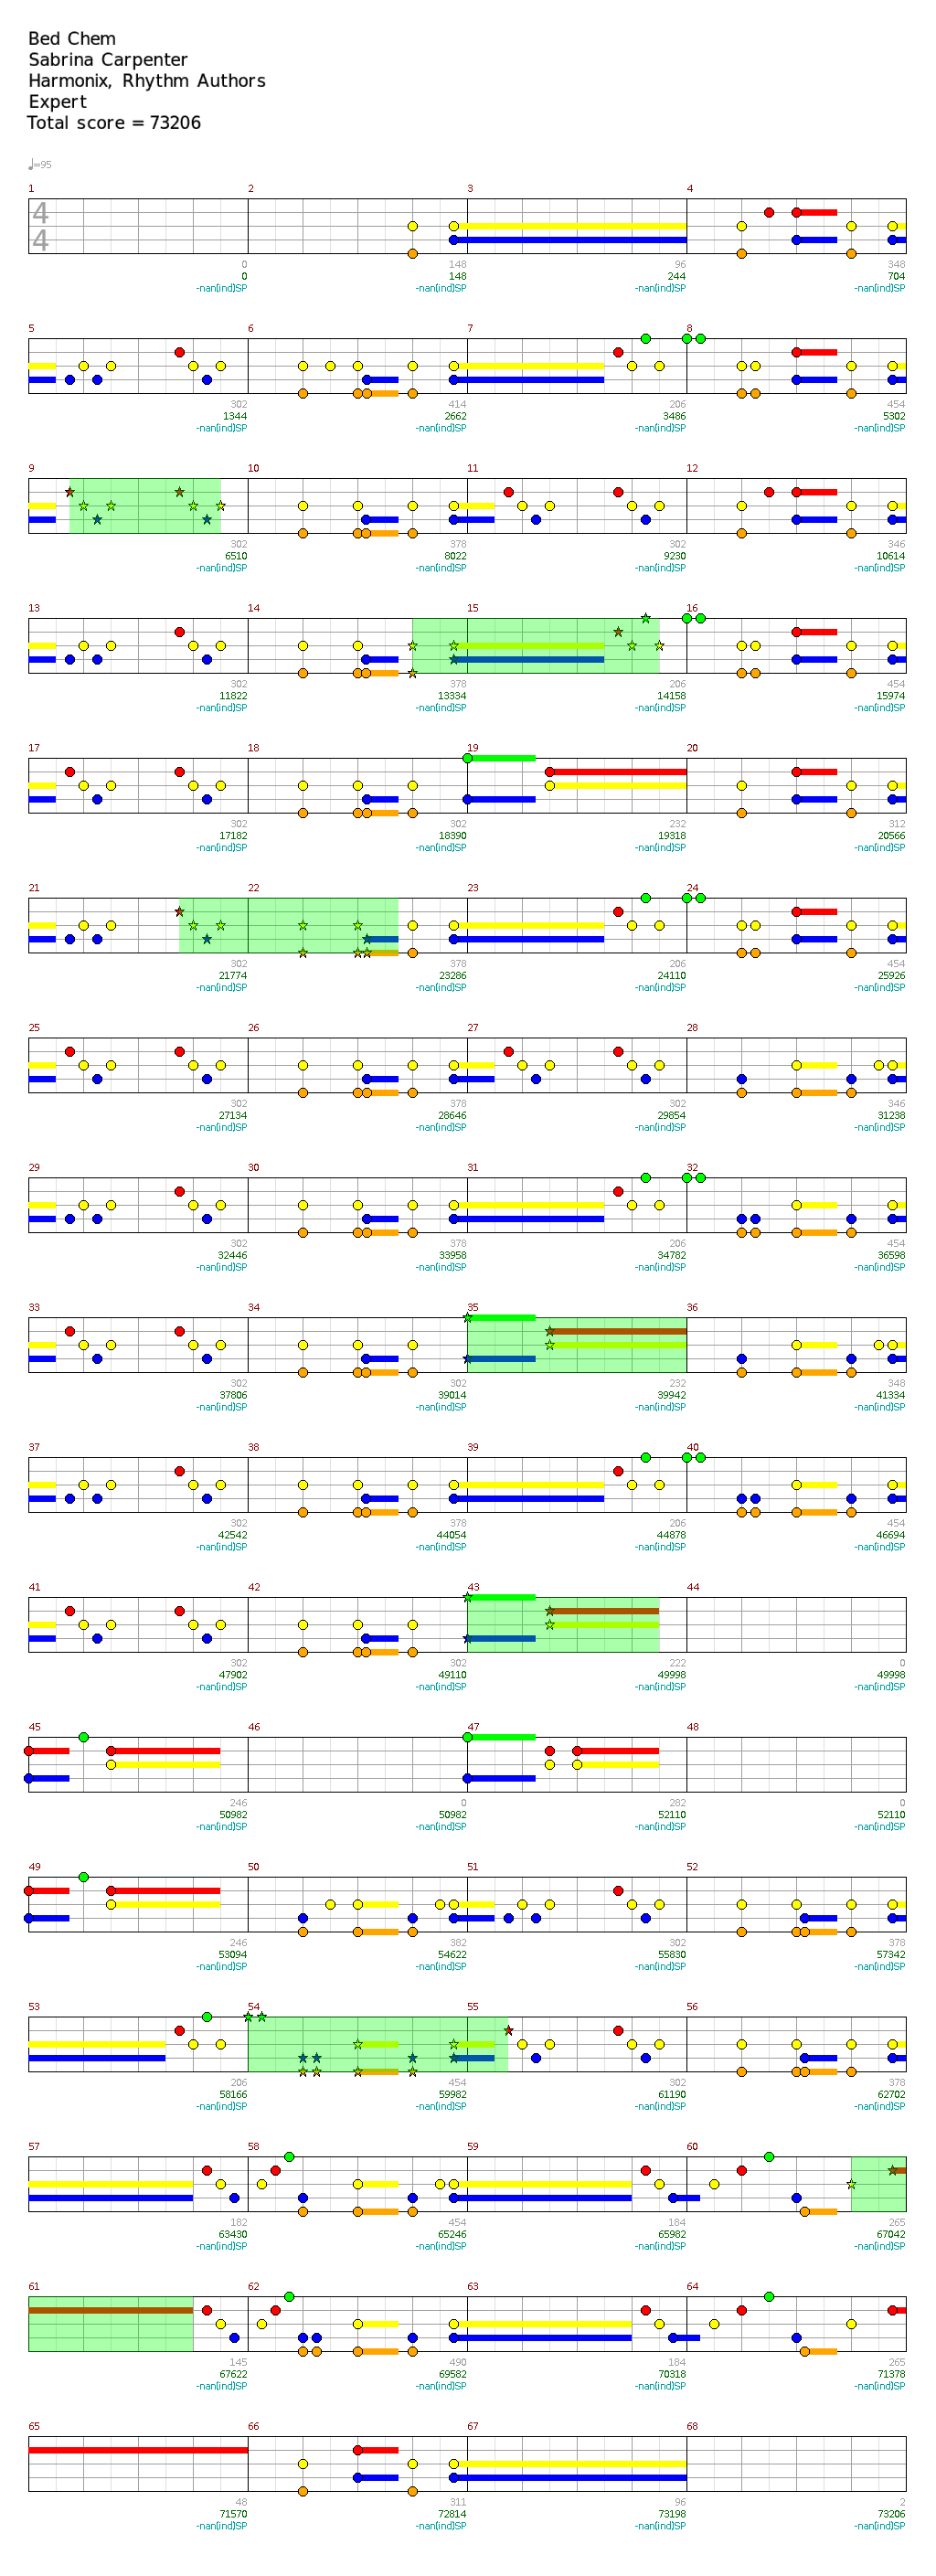 Bed Chem
Sabrina Carpenter
Harmonix, Rhythm Authors
Expert
Total score = 73206
♩=95
1 2 3 4
4
4
0 148 96 348
0 148 244 704
-nan(ind)SP -nan(ind)SP -nan(ind)SP -nan(ind)SP
5 6 7 8
302 414 206 454
1344 2662 3486 5302
-nan(ind)SP -nan(ind)SP -nan(ind)SP -nan(ind)SP
9 10 11 12
302 378 302 346
6510 8022 9230 10614
-nan(ind)SP -nan(ind)SP -nan(ind)SP -nan(ind)SP
13 14 15 16
302 378 206 454
11822 13334 14158 15974
-nan(ind)SP -nan(ind)SP -nan(ind)SP -nan(ind)SP
17 18 19 20
302 302 232 312
17182 18390 19318 20566
-nan(ind)SP -nan(ind)SP -nan(ind)SP -nan(ind)SP
21 22 23 24
302 378 206 454
21774 23286 24110 25926
-nan(ind)SP -nan(ind)SP -nan(ind)SP -nan(ind)SP
25 26 27 28
302 378 302 346
27134 28646 29854 31238
-nan(ind)SP -nan(ind)SP -nan(ind)SP -nan(ind)SP
29 30 31 32
302 378 206 454
32446 33958 34782 36598
-nan(ind)SP -nan(ind)SP -nan(ind)SP -nan(ind)SP
33 34 35 36
302 302 232 348
37806 39014 39942 41334
-nan(ind)SP -nan(ind)SP -nan(ind)SP -nan(ind)SP
37 38 39 40
302 378 206 454
42542 44054 44878 46694
-nan(ind)SP -nan(ind)SP -nan(ind)SP -nan(ind)SP
41 42 43 44
302 302 222 0
47902 49110 49998 49998
-nan(ind)SP -nan(ind)SP -nan(ind)SP -nan(ind)SP
45 46 47 48
246 0 282 0
50982 50982 52110 52110
-nan(ind)SP -nan(ind)SP -nan(ind)SP -nan(ind)SP
49 50 51 52
246 382 302 378
53094 54622 55830 57342
-nan(ind)SP -nan(ind)SP -nan(ind)SP -nan(ind)SP
53 54 55 56
206 454 302 378
58166 59982 61190 62702
-nan(ind)SP -nan(ind)SP -nan(ind)SP -nan(ind)SP
57 58 59 60
182 454 184 265
63430 65246 65982 67042
-nan(ind)SP -nan(ind)SP -nan(ind)SP -nan(ind)SP
61 62 63 64
145 490 184 265
67622 69582 70318 71378
-nan(ind)SP -nan(ind)SP -nan(ind)SP -nan(ind)SP
65 66 67 68
48 311 96 2
71570 72814 73198 73206
-nan(ind)SP -nan(ind)SP -nan(ind)SP -nan(ind)SP